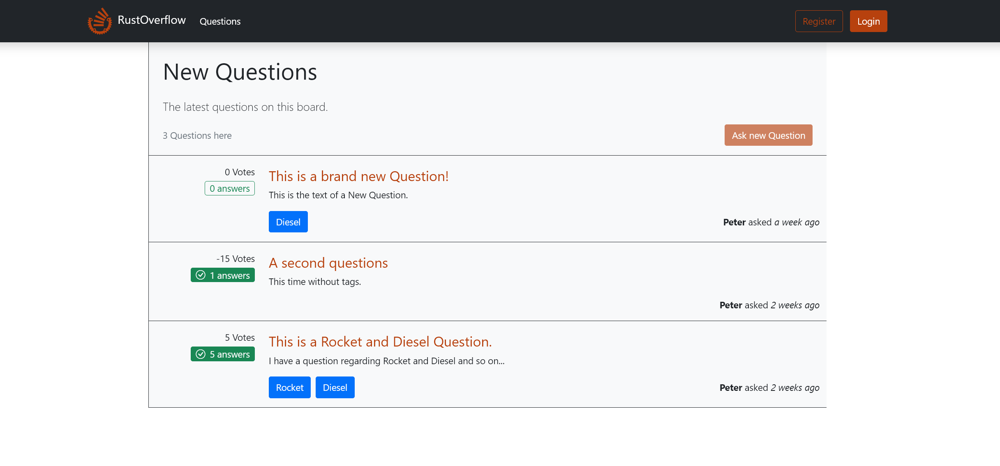 RustOverflow Questions Register Login
New Questions
The latest questions on this board.
3 Questions here Ask new Question
0 Votes This is a brand new Question!
0 answers This is the text of a New Question.
Diesel Peter asked a week ago
-15 Votes A second questions
1 answers This time without tags.
Peter asked 2 weeks ago
5 Votes This is a Rocket and Diesel Question.
5 answers I have a question regarding Rocket and Diesel and so on...
Rocket Diesel Peter asked 2 weeks ago